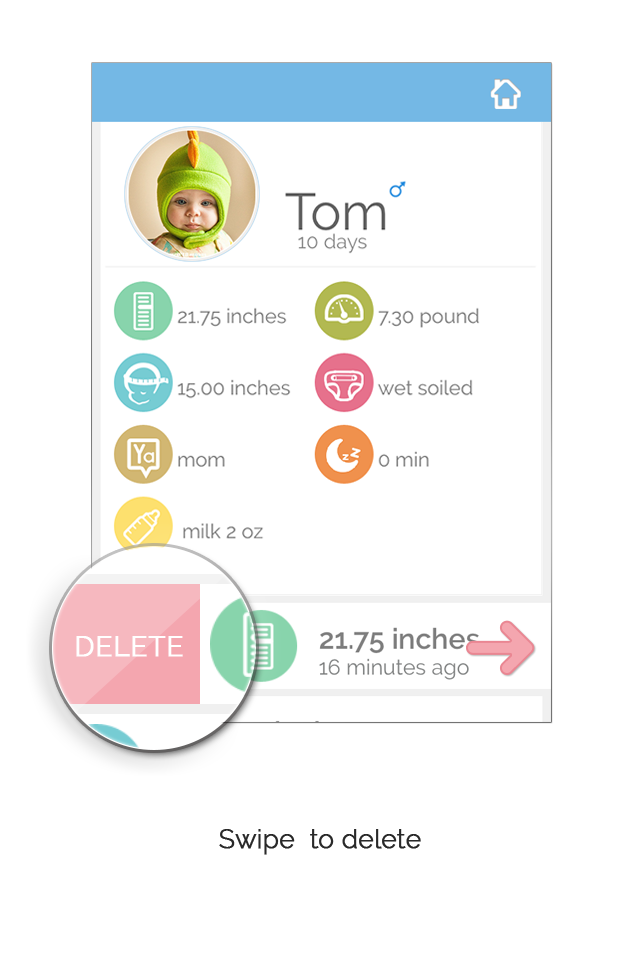 Tom
10 days
21.75 inches
7.30 pound
15.00 inches
wet soiled
Ya
mom
zz
0 min
milk 2 oz
DELETE
21.75 inches
16 minutes ago
Swipe to delete